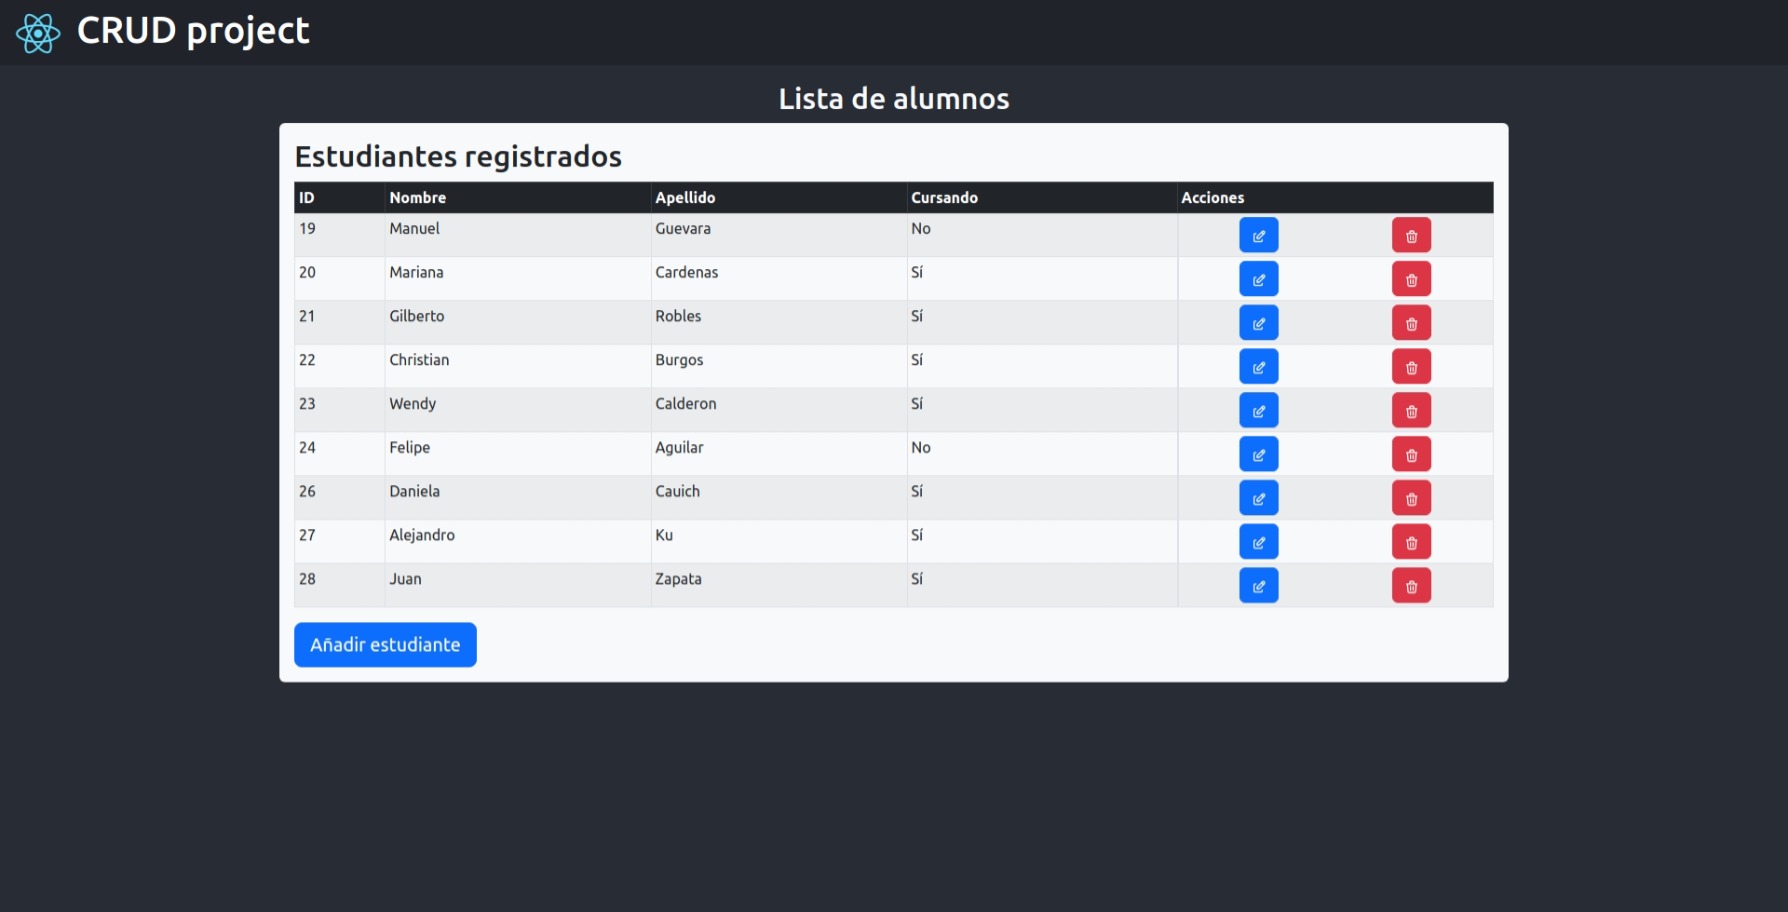 CRUD project
Lista de alumnos
Estudiantes registrados
ID Nombre Apellido Cursando Acciones
19 Manuel Guevara No
20 Mariana Cardenas Sí
21 Gilberto Robles Sí
22 Christian Burgos Sí
23 Wendy Calderon Sí
24 Felipe Aguilar No
26 Daniela Cauich Sí
27 Alejandro Ku Sí
28 Juan Zapata Sí
Añadir estudiante